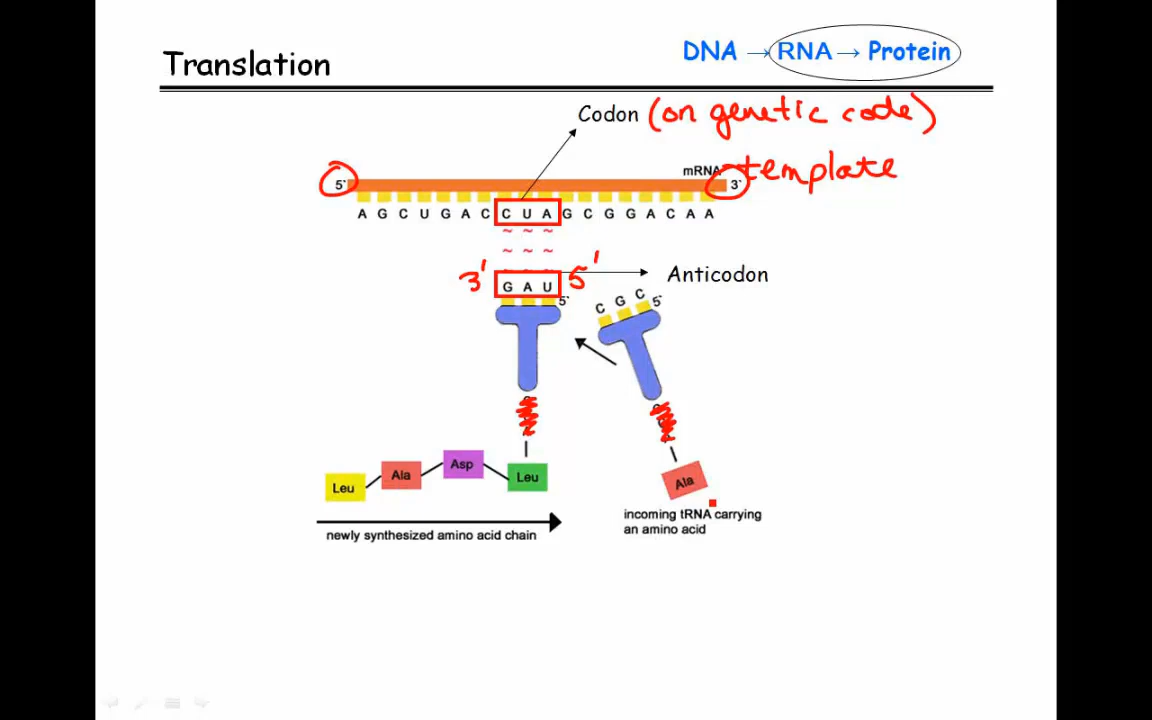 Translation
DNA → RNA → Protein
Codon (on genetic code)
mRNA template
5` 3`
A G C U G A C C U A G C G G A C A A
~ ~ ~
~ ~ ~
3' G A U 5' Anticodon
5` C G C 5`
Leu Ala Asp Leu Ala
newly synthesized amino acid chain
incoming tRNA carrying
an amino acid